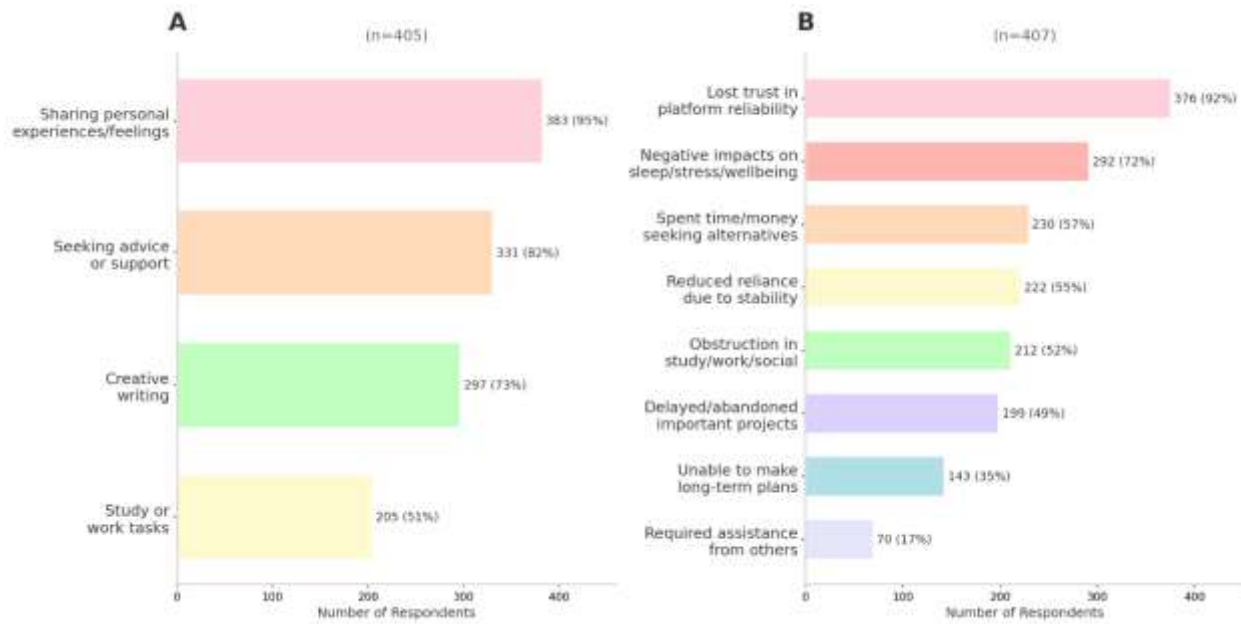 A
(n=405)
Sharing personal
experiences/feelings
383 (95%)
Seeking advice
or support
331 (82%)
Creative
writing
297 (73%)
Study or
work tasks
205 (51%)
0 100 200 300 400
Number of Respondents
B
(n=407)
Lost trust in
platform reliability
376 (92%)
Negative impacts on
sleep/stress/wellbeing
292 (72%)
Spent time/money
seeking alternatives
230 (57%)
Reduced reliance
due to stability
222 (55%)
Obstruction in
study/work/social
212 (52%)
Delayed/abandoned
important projects
199 (49%)
Unable to make
long-term plans
143 (35%)
Required assistance
from others
70 (17%)
0 100 200 300 400
Number of Respondents